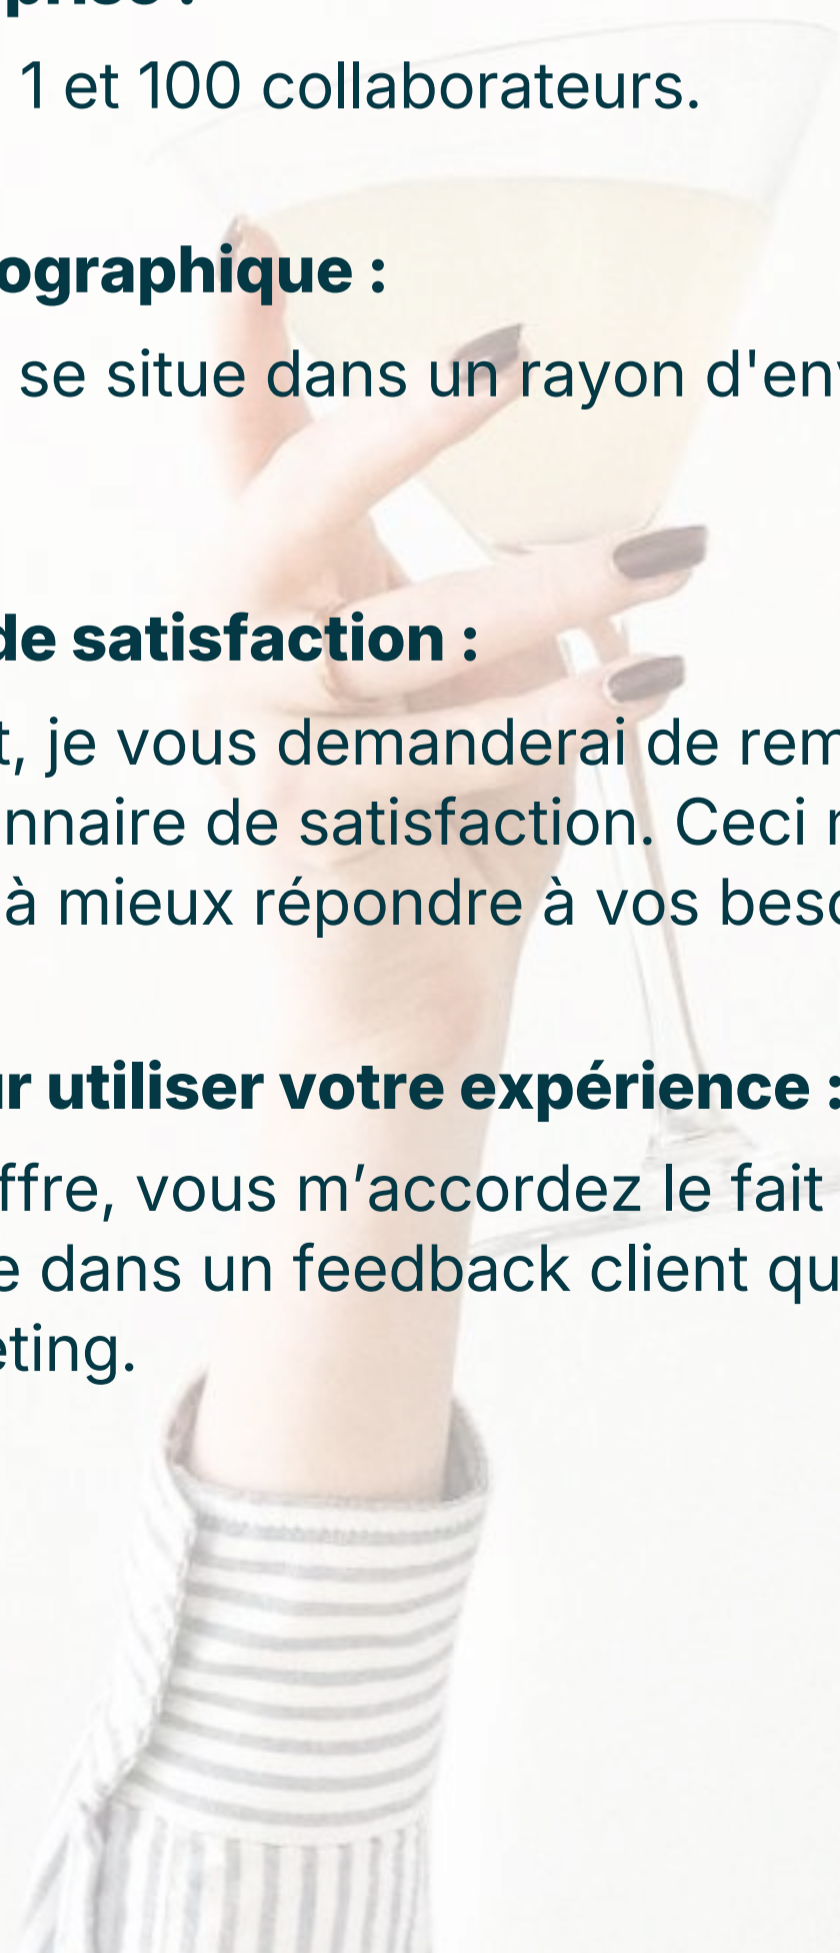 1 et 100 collaborateurs.
ographique :
se situe dans un rayon d'en
de satisfaction :
t, je vous demanderai de rem
nnaire de satisfaction. Ceci
à mieux répondre à vos beso
ur utiliser votre expérience :
ffre, vous m’accordez le fait
e dans un feedback client qu
eting.